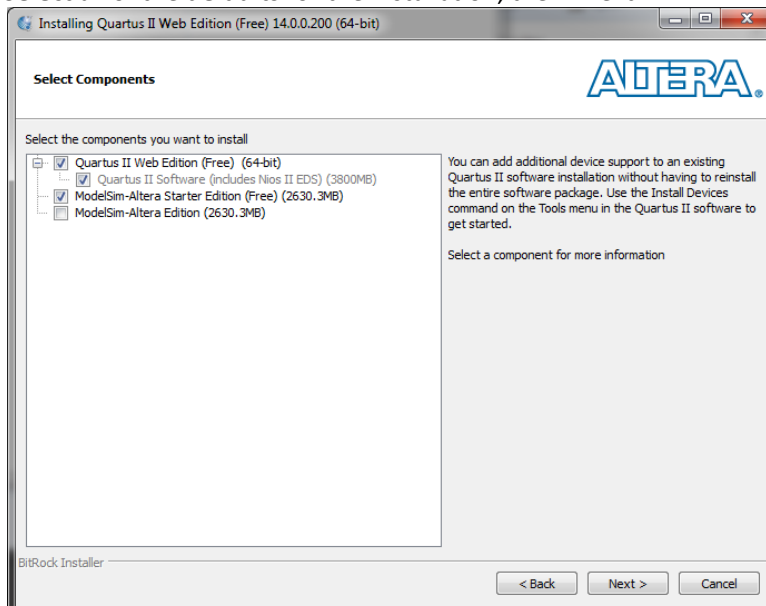 Installing Quartus II Web Edition (Free) 14.0.0.200 (64-bit)
Select Components
ALTERA®
Select the components you want to install
Quartus II Web Edition (Free) (64-bit)
Quartus II Software (includes Nios II EDS) (3800MB)
ModelSim-Altera Starter Edition (Free) (2630.3MB)
ModelSim-Altera Edition (2630.3MB)
You can add additional device support to an existing
Quartus II software installation without having to reinstall
the entire software package. Use the Install Devices
command on the Tools menu in the Quartus II software to
get started.
Select a component for more information
BitRock Installer
< Back
Next >
Cancel